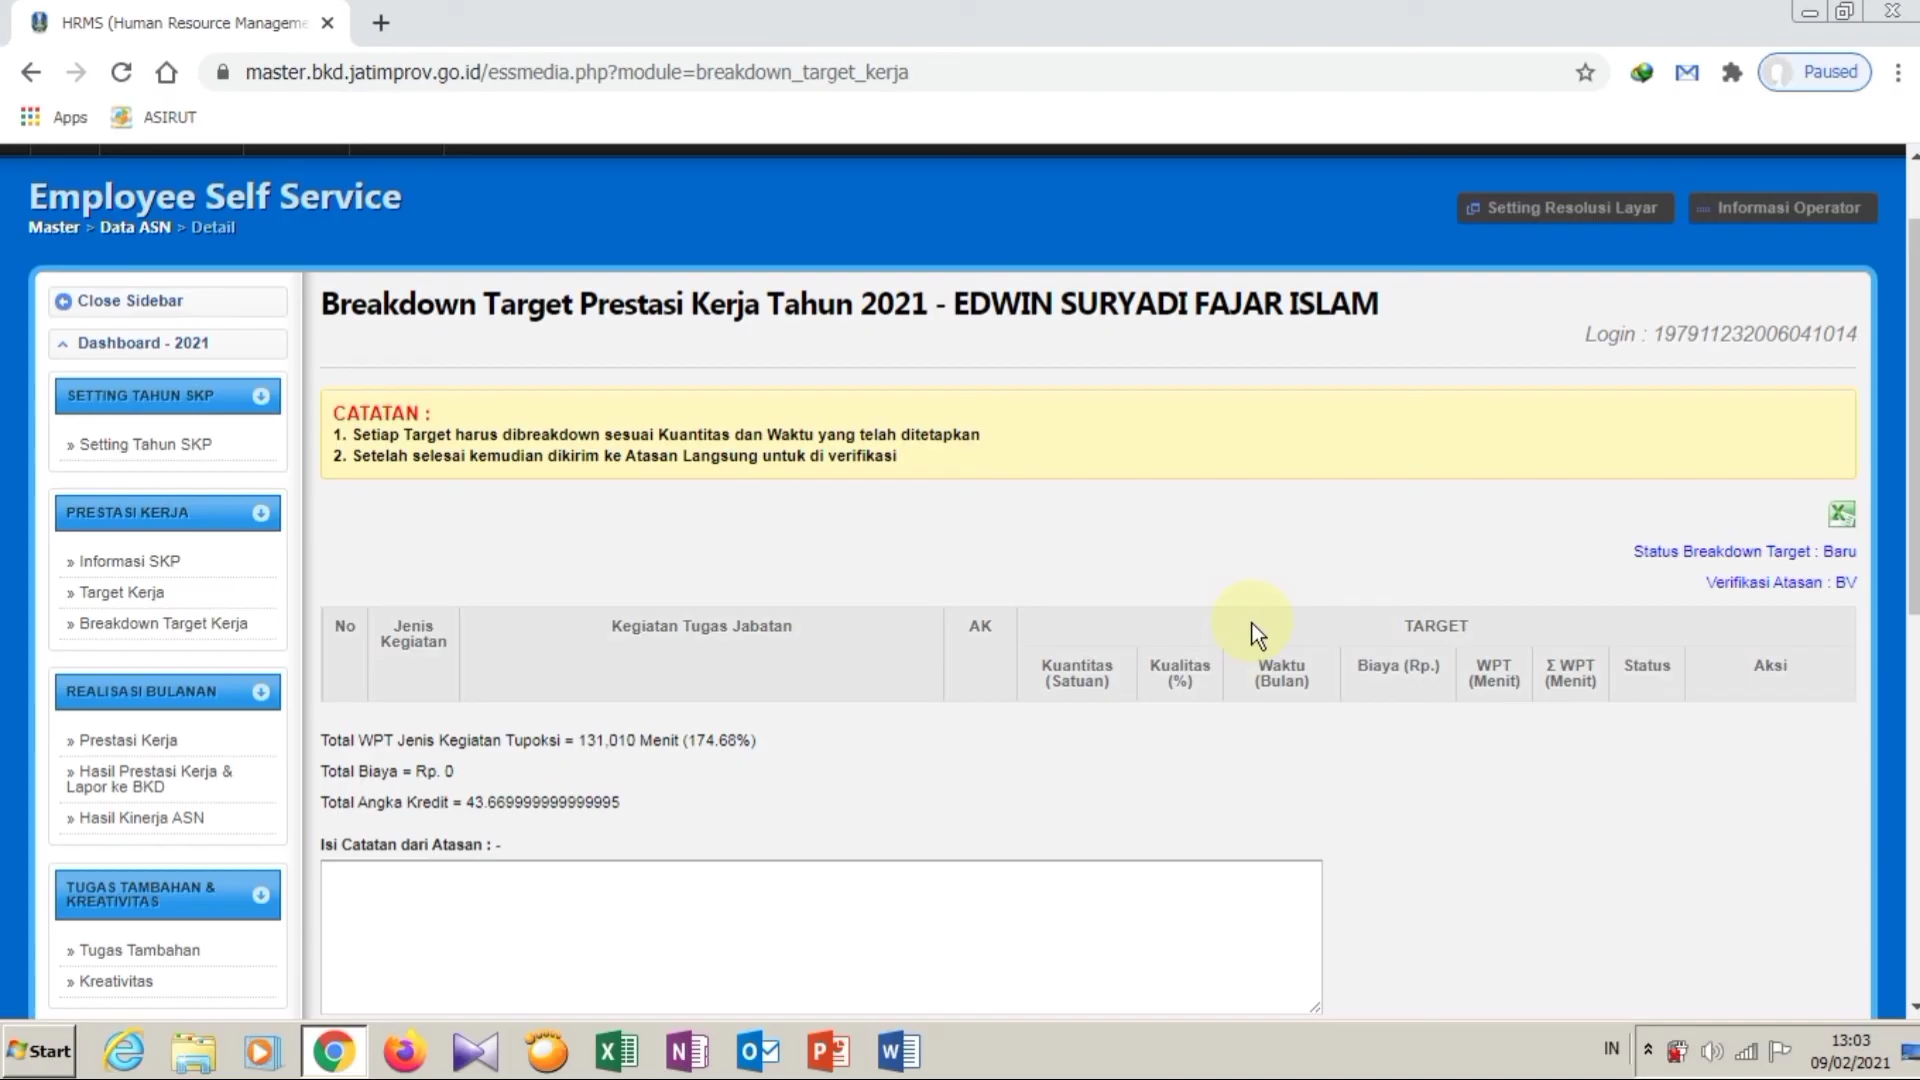 HRMS (Human Resource Manageme
master.bkd.jatimprov.go.id/essmedia.php?module=breakdown_target_kerja
Paused
Apps
ASIRUT
Employee Self Service
Master > Data ASN > Detail
Setting Resolusi Layar
Informasi Operator
Close Sidebar
Dashboard - 2021
SETTING TAHUN SKP
» Setting Tahun SKP
PRESTASI KERJA
» Informasi SKP
» Target Kerja
» Breakdown Target Kerja
REALISASI BULANAN
» Prestasi Kerja
» Hasil Prestasi Kerja &
Lapor ke BKD
» Hasil Kinerja ASN
TUGAS TAMBAHAN &
KREATIVITAS
» Tugas Tambahan
» Kreativitas
Breakdown Target Prestasi Kerja Tahun 2021 - EDWIN SURYADI FAJAR ISLAM
Login : 197911232006041014
CATATAN :
1. Setiap Target harus dibreakdown sesuai Kuantitas dan Waktu yang telah ditetapkan
2. Setelah selesai kemudian dikirim ke Atasan Langsung untuk di verifikasi
Status Breakdown Target : Baru
Verifikasi Atasan : BV
No
Jenis
Kegiatan
Kegiatan Tugas Jabatan
AK
TARGET
Kuantitas
(Satuan)
Kualitas
(%)
Waktu
(Bulan)
Biaya (Rp.)
WPT
(Menit)
Σ WPT
(Menit)
Status
Aksi
Total WPT Jenis Kegiatan Tupoksi = 131,010 Menit (174.68%)
Total Biaya = Rp. 0
Total Angka Kredit = 43.669999999999995
Isi Catatan dari Atasan : -
Start
IN
13:03
09/02/2021